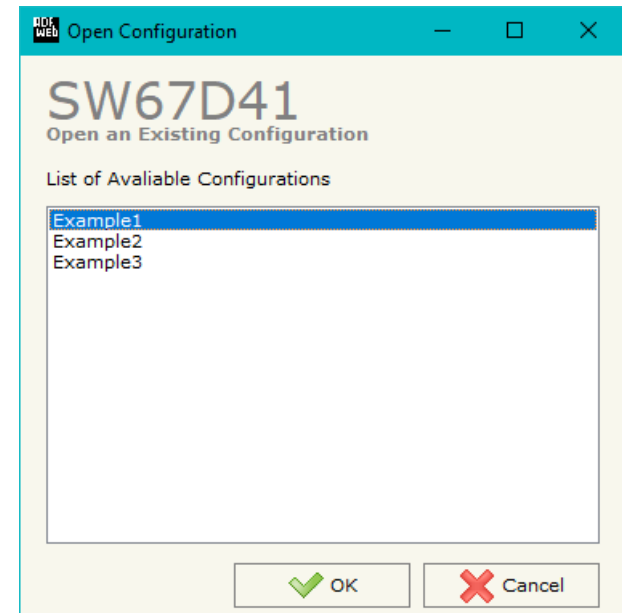 ADF
web Open Configuration
SW67D41
Open an Existing Configuration
List of Avaliable Configurations
Example1
Example2
Example3
OK Cancel